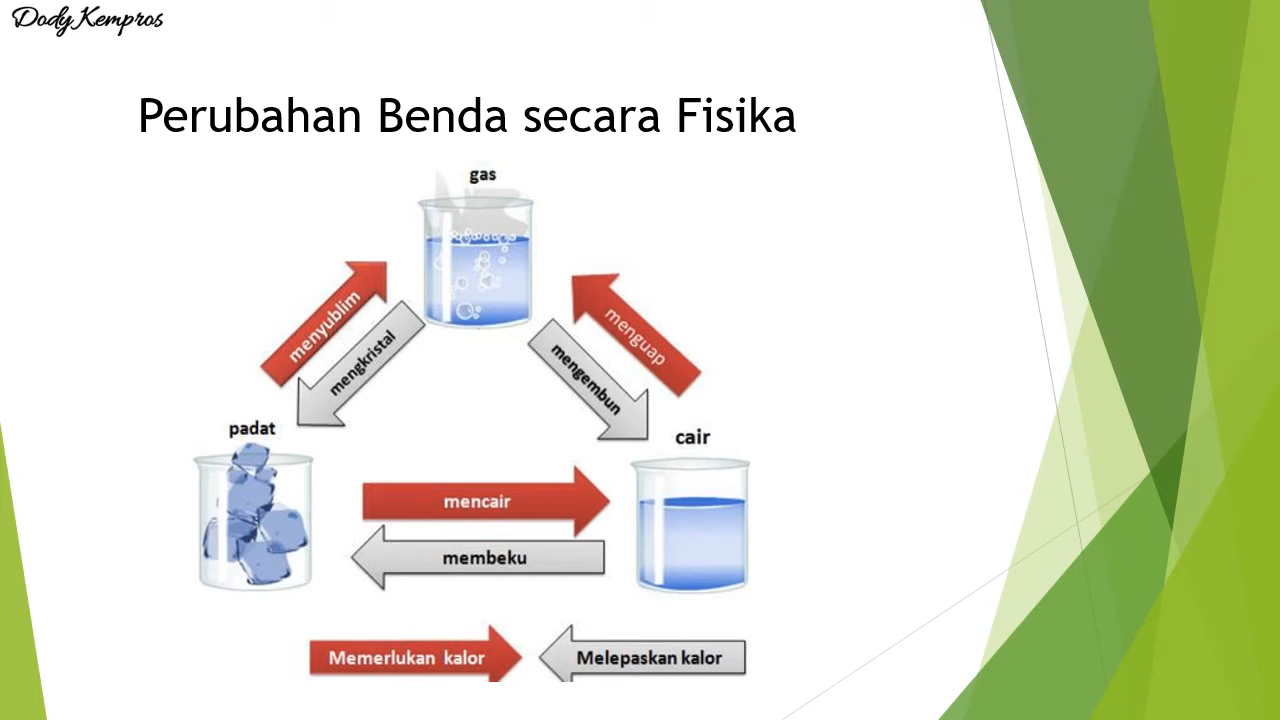 Dody Kempros
Perubahan Benda secara Fisika
gas
menyublim
mengkristal
menguap
mengembun
padat
cair
mencair
membeku
Memerlukan kalor
Melepaskan kalor